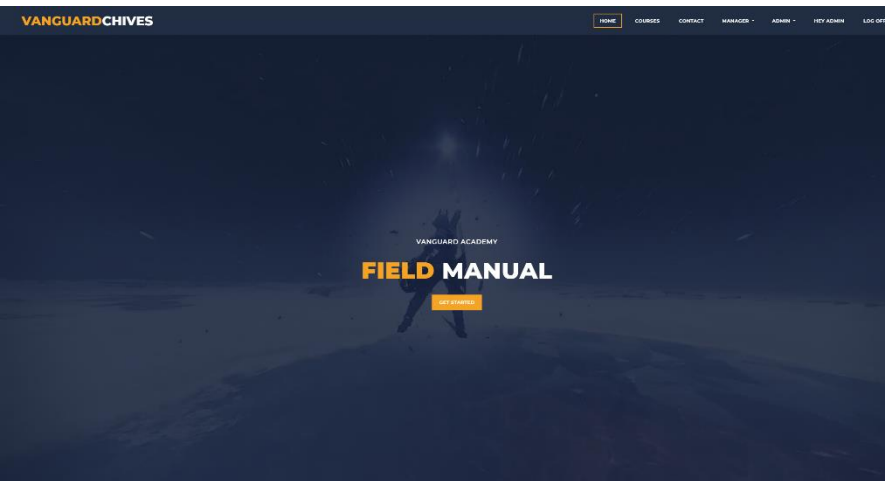 VANGUARDCHIVES
HOME COURSES CONTACT MANAGER ADMIN HEY ADMIN LOG OFF
VANGUARD ACADEMY
FIELD MANUAL
GET STARTED